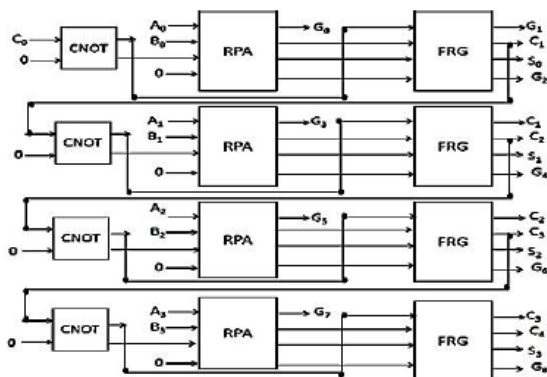 C₀
0
CNOT
A₀
B₀
0
RPA
G₀
FRG
G₁
C₁
S₀
G₂
0
CNOT
A₁
B₁
0
RPA
G₃
FRG
C₁
C₂
S₁
G₄
0
CNOT
A₂
B₂
0
RPA
G₅
FRG
C₂
C₃
S₂
G₆
0
CNOT
A₃
B₃
0
RPA
G₇
FRG
C₃
C₄
S₃
G₈